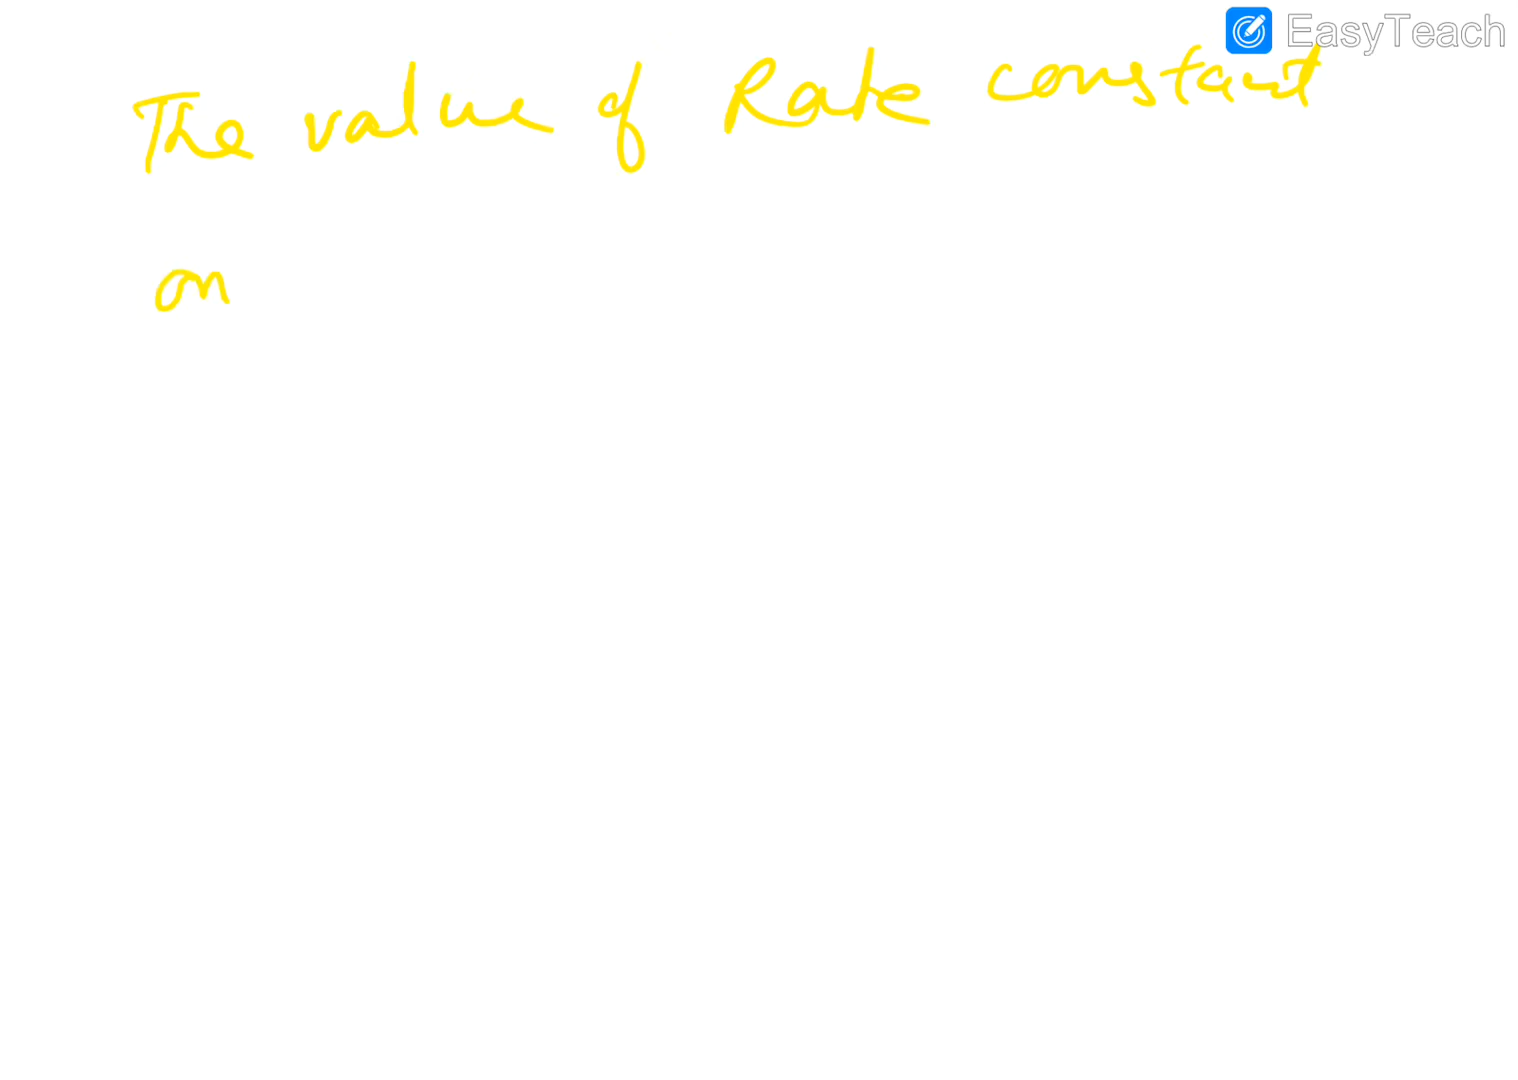 EasyTeach
The value of Rate constant
on